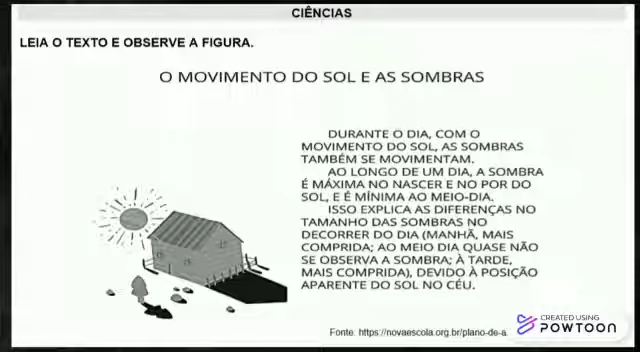 CIÊNCIAS
LEIA O TEXTO E OBSERVE A FIGURA.
O MOVIMENTO DO SOL E AS SOMBRAS
DURANTE O DIA, COM O
MOVIMENTO DO SOL, AS SOMBRAS
TAMBÉM SE MOVIMENTAM.
AO LONGO DE UM DIA, A SOMBRA
É MÁXIMA NO NASCER E NO POR DO
SOL, E É MÍNIMA AO MEIO-DIA.
ISSO EXPLICA AS DIFERENÇAS NO
TAMANHO DAS SOMBRAS NO
DECORRER DO DIA (MANHÃ, MAIS
COMPRIDA; AO MEIO DIA QUASE NÃO
SE OBSERVA A SOMBRA; À TARDE,
MAIS COMPRIDA), DEVIDO À POSIÇÃO
APARENTE DO SOL NO CÉU.
Fonte: https://novaescola.org.br/plano-de-a
CREATED USING
POWTOON